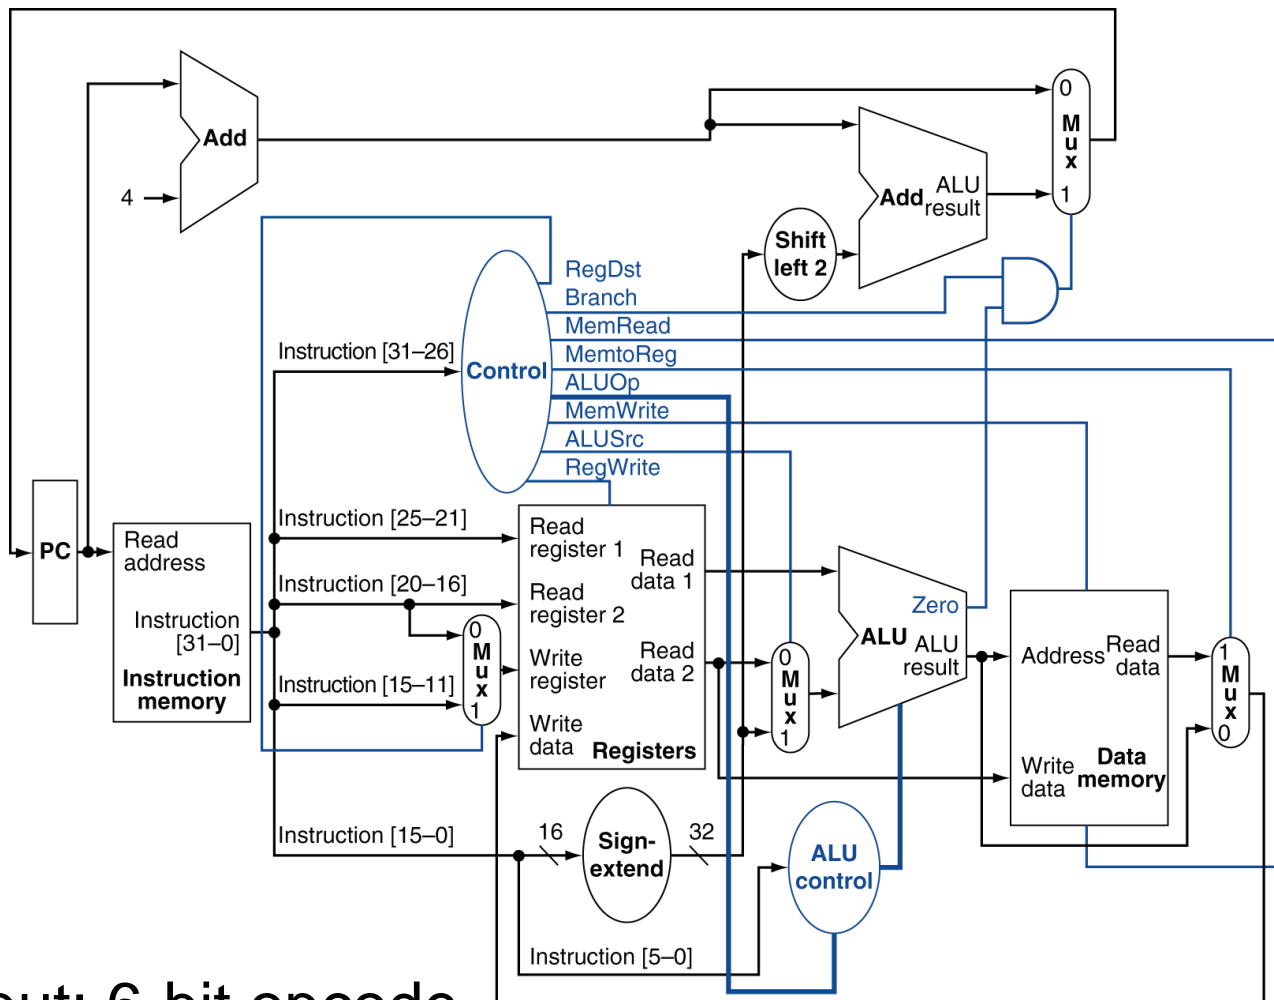 0
M
u
x
1
Add
4
Add
ALU
result
Shift
left 2
RegDst
Branch
MemRead
MemtoReg
ALUOp
MemWrite
ALUSrc
RegWrite
Instruction [31–26]
Control
PC
Read
address
Instruction
[31–0]
Instruction
memory
Instruction [25–21]
Instruction [20–16]
Instruction [15–11]
0
M
u
x
1
Read
register 1
Read
register 2
Write
register
Write
data
Read
data 1
Read
data 2
Registers
0
M
u
x
1
Zero
ALU
ALU
result
Address
Read
data
Write
data
Data
memory
1
M
u
x
0
Instruction [15–0]
16
Sign-
extend
32
ALU
control
Instruction [5–0]
6-bit opcode